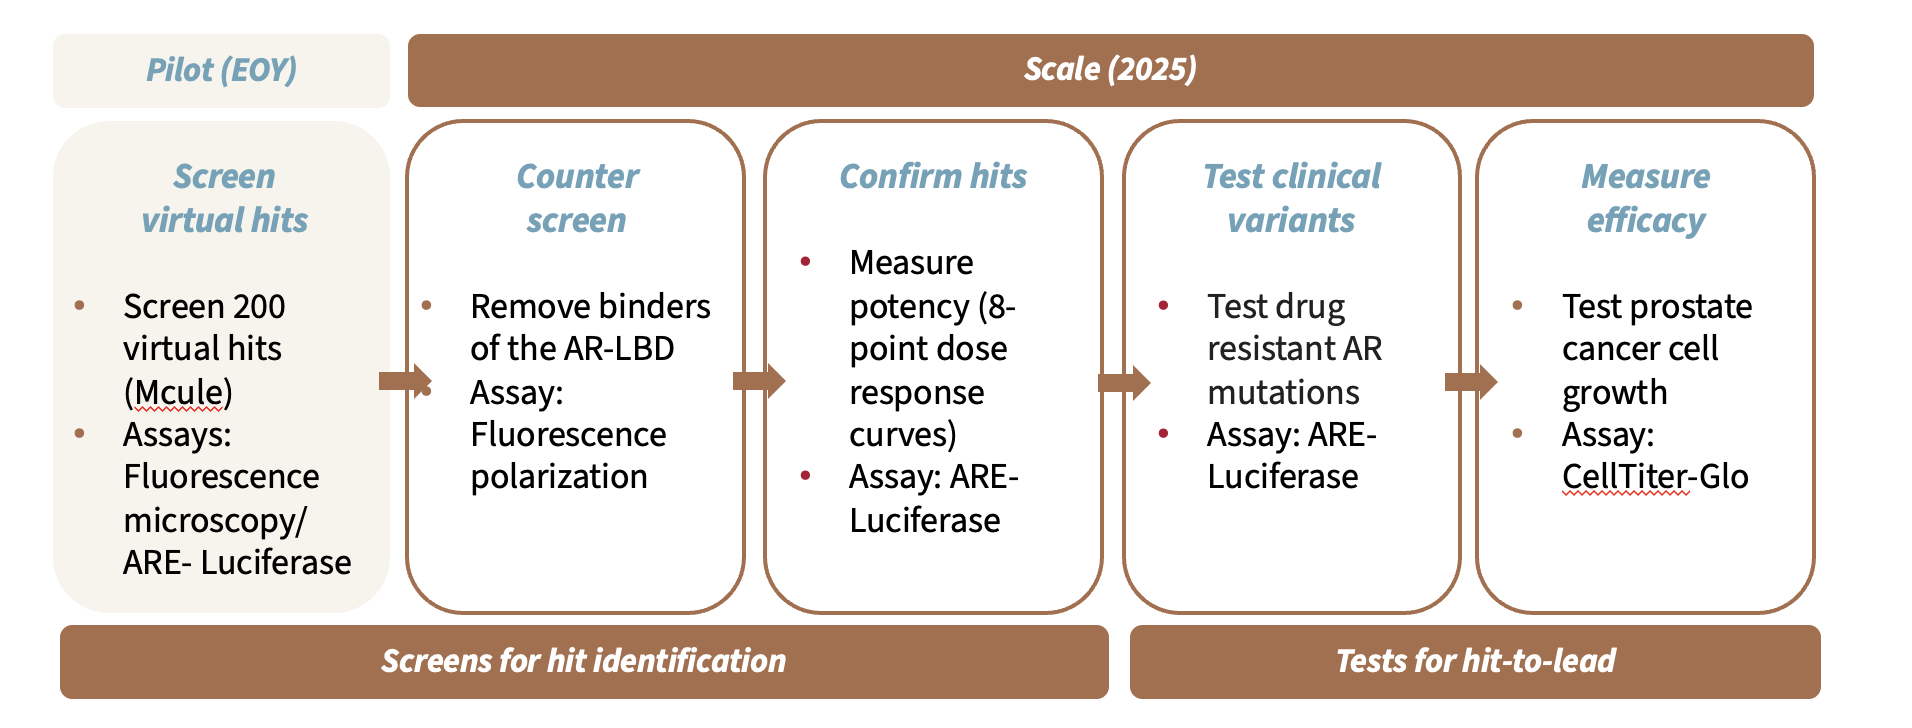 Pilot (EOY)
Scale (2025)
Screen
virtual hits
• Screen 200
virtual hits
(Mcule)
• Assays:
Fluorescence
microscopy/
ARE- Luciferase
Counter
screen
• Remove binders
of the AR-LBD
• Assay:
Fluorescence
polarization
Confirm hits
• Measure
potency (8-
point dose
response
curves)
• Assay: ARE-
Luciferase
Test clinical
variants
• Test drug
resistant AR
mutations
• Assay: ARE-
Luciferase
Measure
efficacy
• Test prostate
cancer cell
growth
• Assay:
CellTiter-Glo
Screens for hit identification
Tests for hit-to-lead